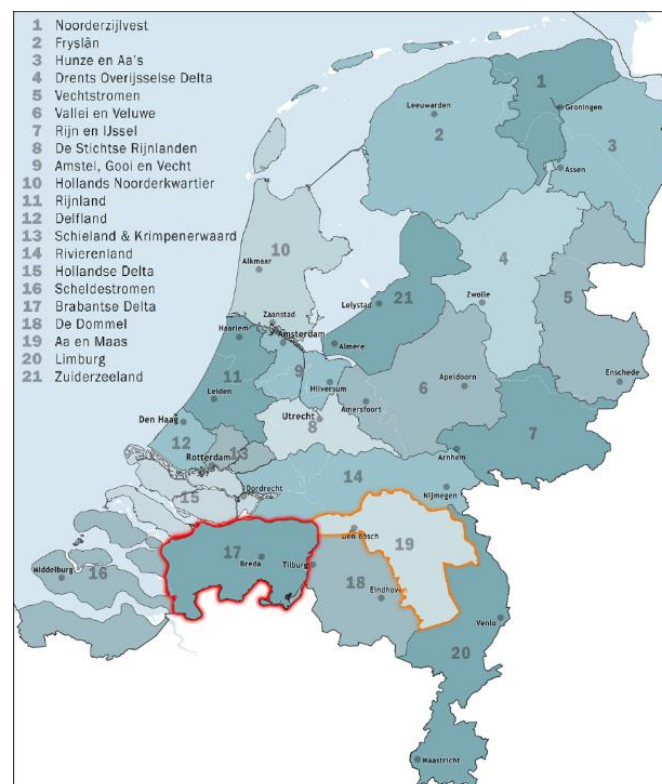 1 Noorderzijlvest
2 Fryslân
3 Hunze en Aa's
4 Drents Overijsselse Delta
5 Vechtstromen
6 Vallei en Veluwe
7 Rijn en IJssel
8 De Stichtse Rijnlanden
9 Amstel, Gooi en Vecht
10 Hollands Noorderkwartier
11 Rijnland
12 Delfland
13 Schieland & Krimpenerwaard
14 Rivierenland
15 Hollandse Delta
16 Scheldestromen
17 Brabantse Delta
18 De Dommel
19 Aa en Maas
20 Limburg
21 Zuiderzeeland
1
Leeuwarden
Groningen
2
3
Assen
10
Alkmaar
4
Zwolle
21
Lelystad
5
Zaanstad
Haarlem
Amsterdam
Almere
9
Hilversum
Enschede
11
Leiden
6
Apeldoorn
Amersfoort
Utrecht
8
Den Haag
12
13
Rotterdam
7
Arnhem
14
Nijmegen
15
Dordrecht
Den Bosch
19
17
Breda
Tilburg
Middelburg
16
18
Eindhoven
Venlo
20
Maastricht